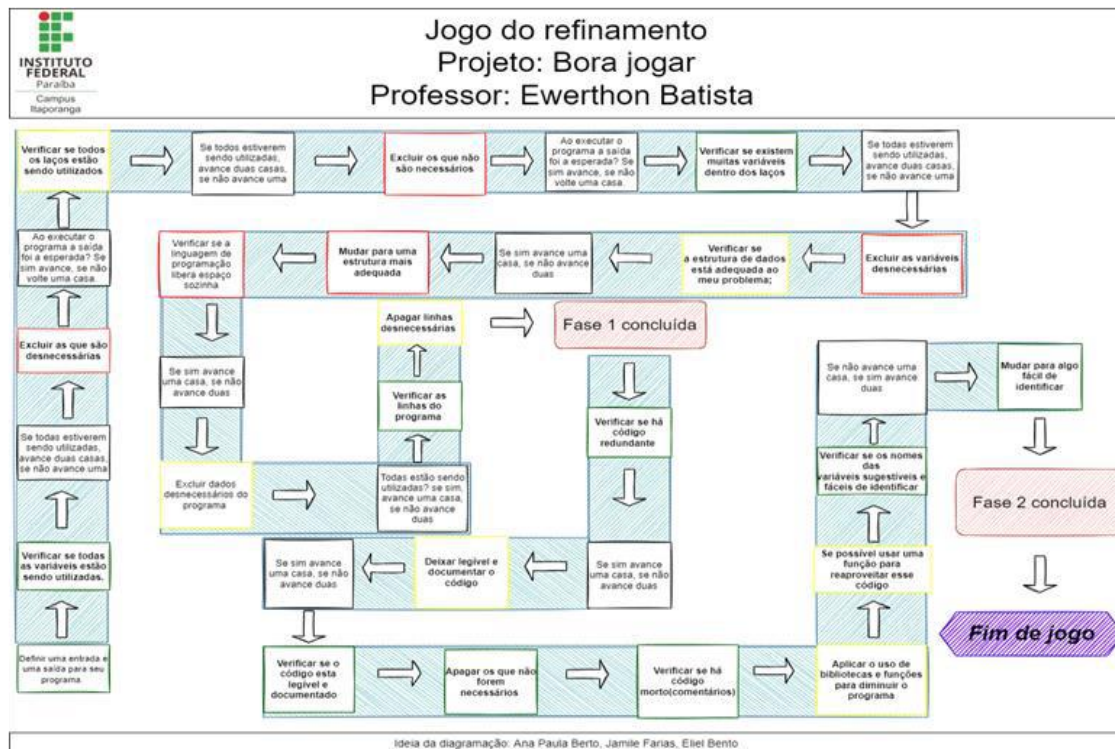 INSTITUTO
FEDERAL
Paraíba
Campus
Itaporanga
Jogo do refinamento
Projeto: Bora jogar
Professor: Ewerthon Batista
Definir uma entrada e
uma saída para seu
programa.
Verificar se todas
as variáveis estão
sendo utilizadas.
Se todas estiverem
sendo utilizadas,
avance duas casas,
se não avance uma
Excluir as que são
desnecessárias
Ao executar o
programa a saída
foi a esperada? Se
sim avance, se não
volte uma casa.
Verificar se todos
os laços estão
sendo utilizados
Se todos estiverem
sendo utilizadas,
avance duas casas,
se não avance uma
Excluir os que não
são necessários
Ao executar o
programa a saída
foi a esperada? Se
sim avance, se não
volte uma casa.
Verificar se existem
muitas variáveis
dentro dos laços
Se todas estiverem
sendo utilizadas,
avance duas casas,
se não avance uma
Excluir as variáveis
desnecessárias
Verificar se
a estrutura de dados
está adequada ao
meu problema;
Se sim avance uma
casa, se não avance
duas
Mudar para uma
estrutura mais
adequada
Verificar se a
linguagem de
programação
libera espaço
sozinha
Se sim avance
uma casa, se não
avance duas
Excluir dados
desnecessários do
programa
Todas estão sendo
utilizadas? se sim,
avance uma casa,
se não avance
duas
Verificar as
linhas do
programa
Apagar linhas
desnecessárias
Fase 1 concluída
Verificar se há
código
redundante
Se sim avance uma
casa, se não avance
duas
Deixar legível e
documentar o
código
Se sim avance uma
casa, se não
avance duas
Verificar se o
código esta
legível e
documentado
Apagar os que não
forem
necessários
Verificar se há
código
morto(comentários)
Aplicar o uso de
bibliotecas e funções
para diminuir o
programa
Se possível usar uma
função para
reaproveitar esse
código
Verificar se os nomes
das
variáveis sugestíveis e
fáceis de identificar
Se não avance uma
casa, se sim avance
duas
Mudar para algo
fácil de
identificar
Fase 2 concluída
Fim de jogo
Ideia da diagramação: Ana Paula Berto, Jamile Farias, Eliel Bento